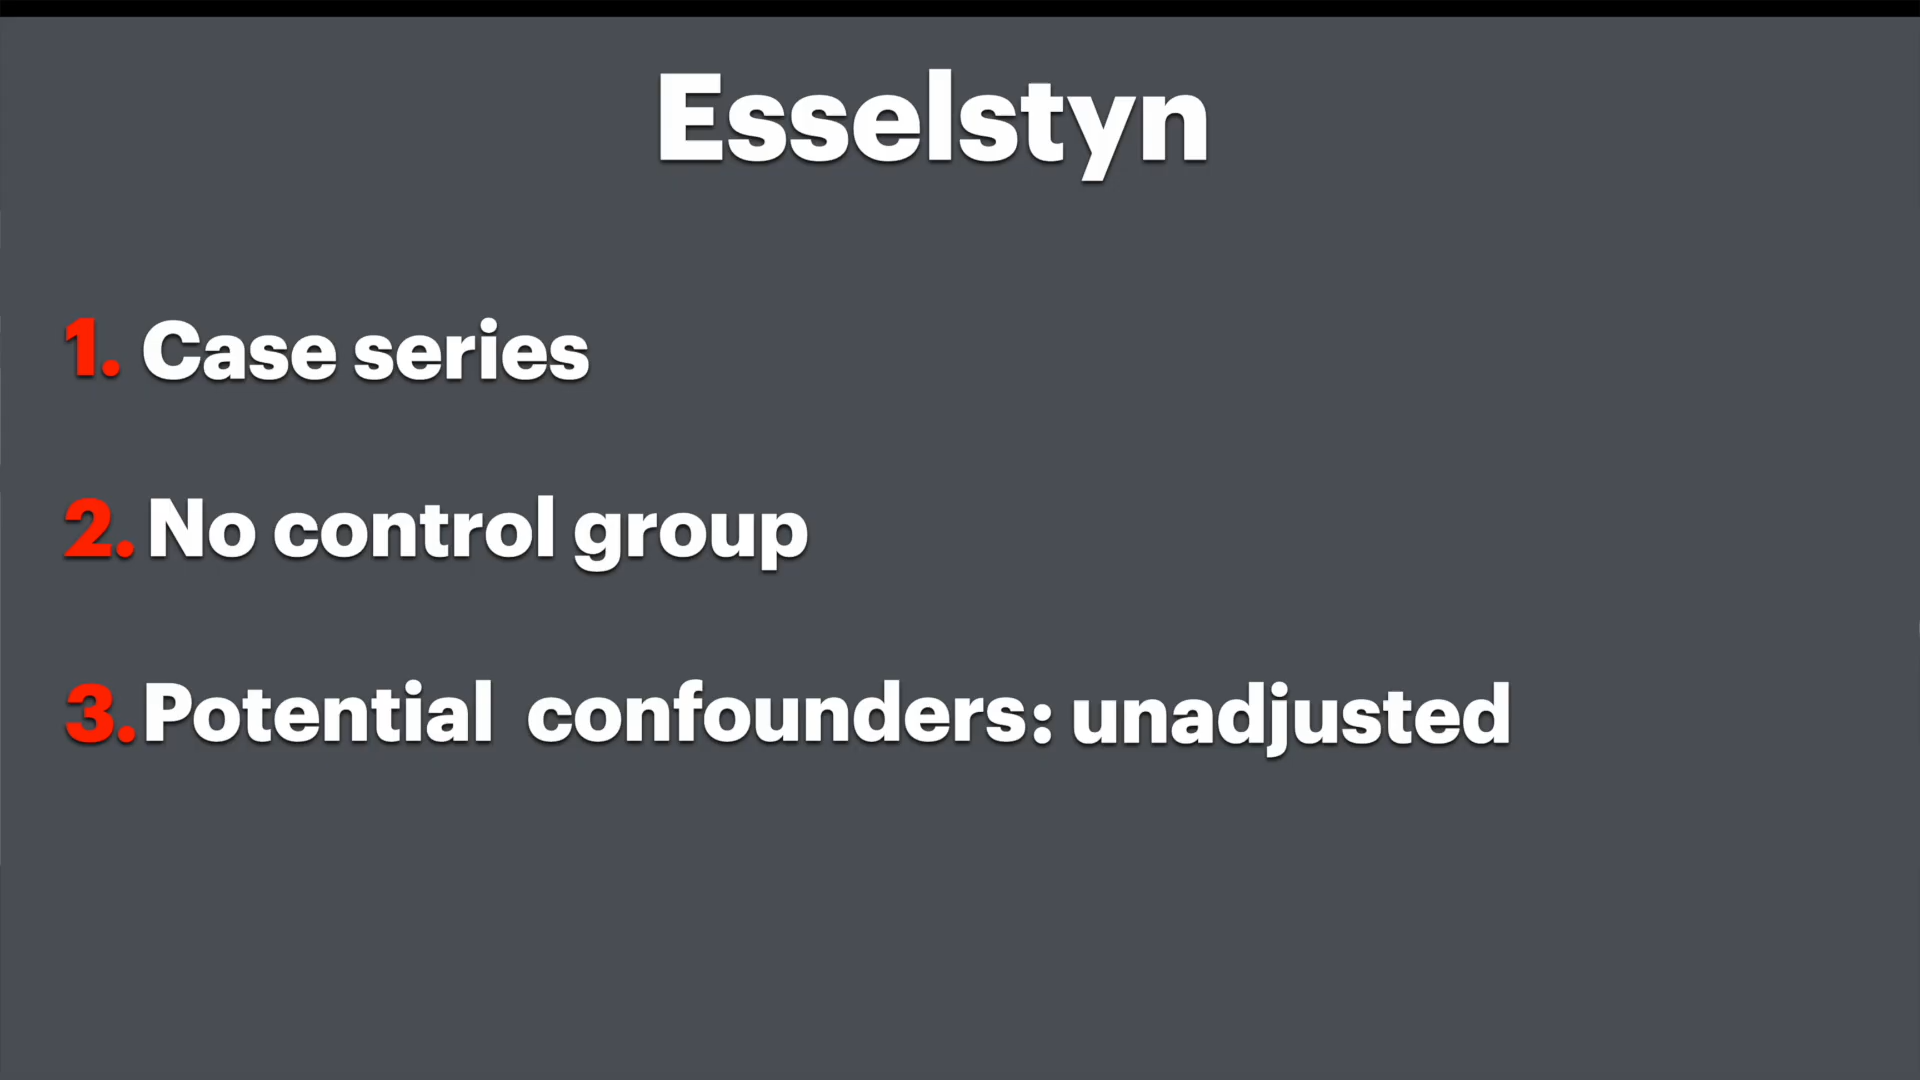 Esselstyn
1. Case series
2. No control group
3. Potential confounders: unadjusted